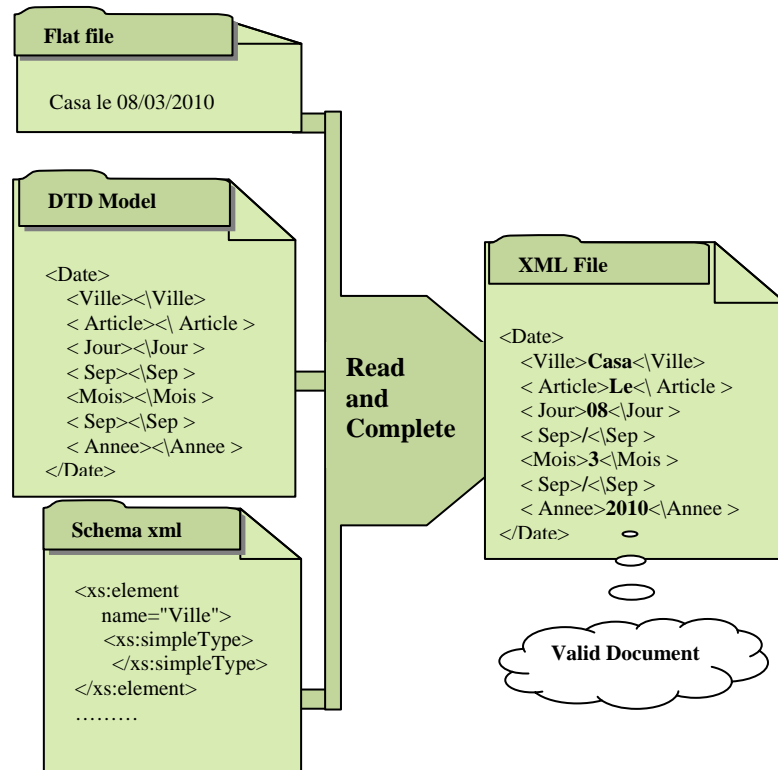 Flat file
Casa le 08/03/2010
DTD Model
<Date>
<Ville><\Ville>
< Article><\ Article >
< Jour><\Jour >
< Sep><\Sep >
<Mois><\Mois >
< Sep><\Sep >
< Annee><\Annee >
</Date>
Schema xml
<xs:element
name="Ville">
<xs:simpleType>
</xs:simpleType>
</xs:element>
………
Read
and
Complete
XML File
<Date>
<Ville>Casa<\Ville>
< Article>Le<\ Article >
< Jour>08<\Jour >
< Sep>/<\Sep >
<Mois>3<\Mois >
< Sep>/<\Sep >
< Annee>2010<\Annee >
</Date>
Valid Document